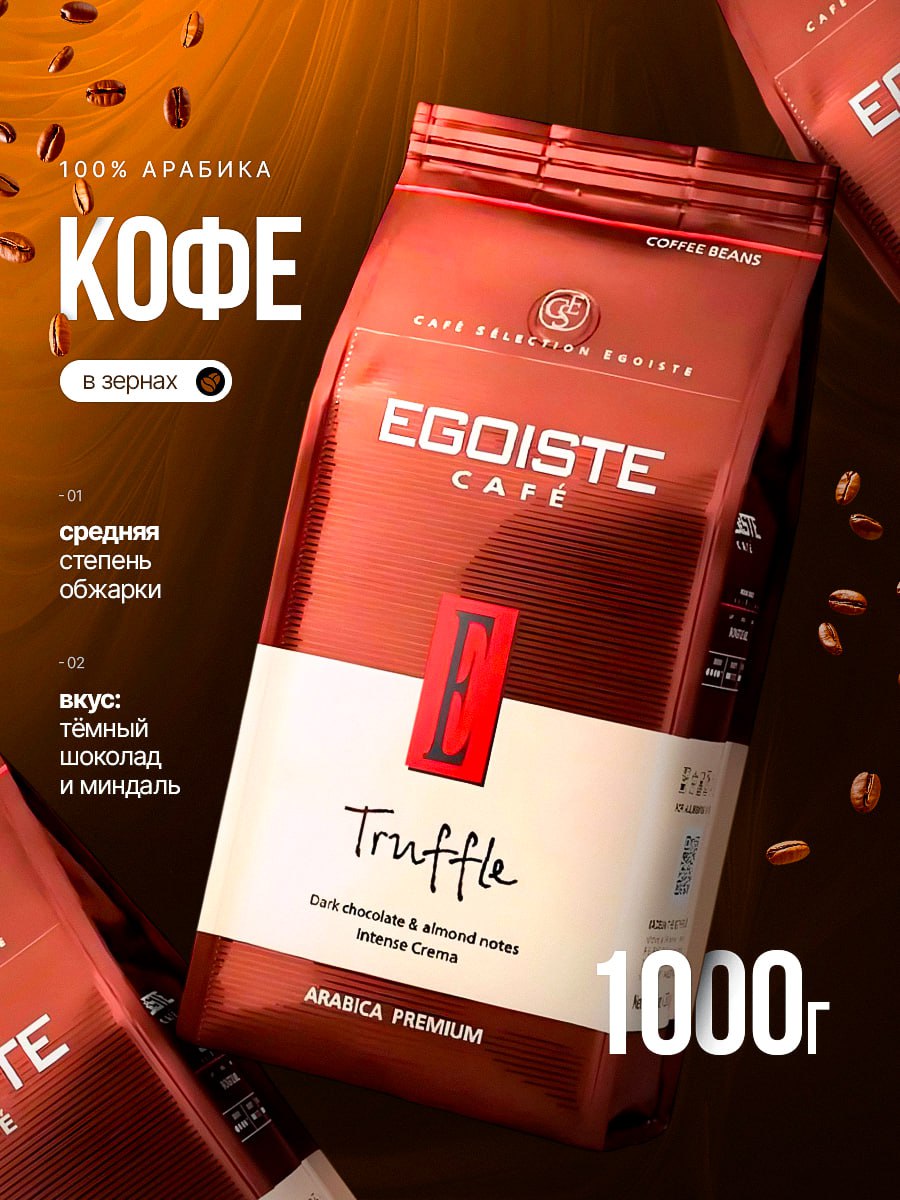 100% АРАБИКА
КОФЕ
в зернах
-01
средняя
степень
обжарки
-02
вкус:
тёмный
шоколад
и миндаль
COFFEE BEANS
CAFÉ SÉLECTION EGOISTE
EGOISTE
CAFÉ
E
Truffle
Dark chocolate & almond notes
Intense Crema
ARABICA PREMIUM
1000г